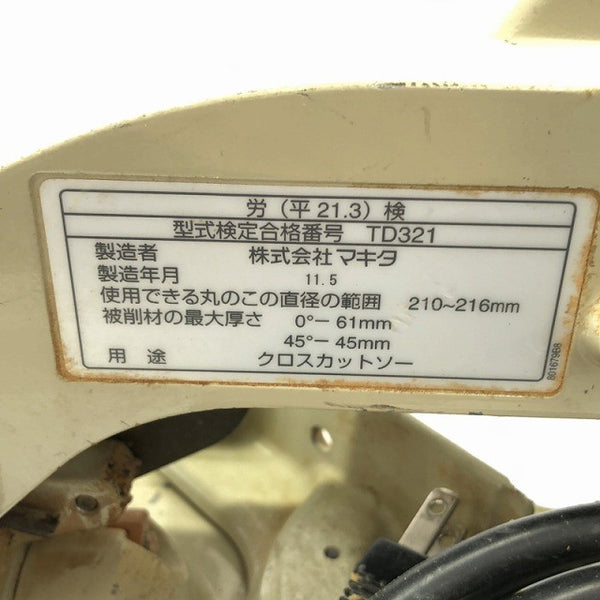 労（平 21.3）検
型式検定合格番号 TD321
製造者 株式会社マキタ
製造年月 11.5
使用できる丸のこの直径の範囲 210~216mm
被削材の最大厚さ 0°－61mm
45°－45mm
用途 クロスカットソー
8016798B